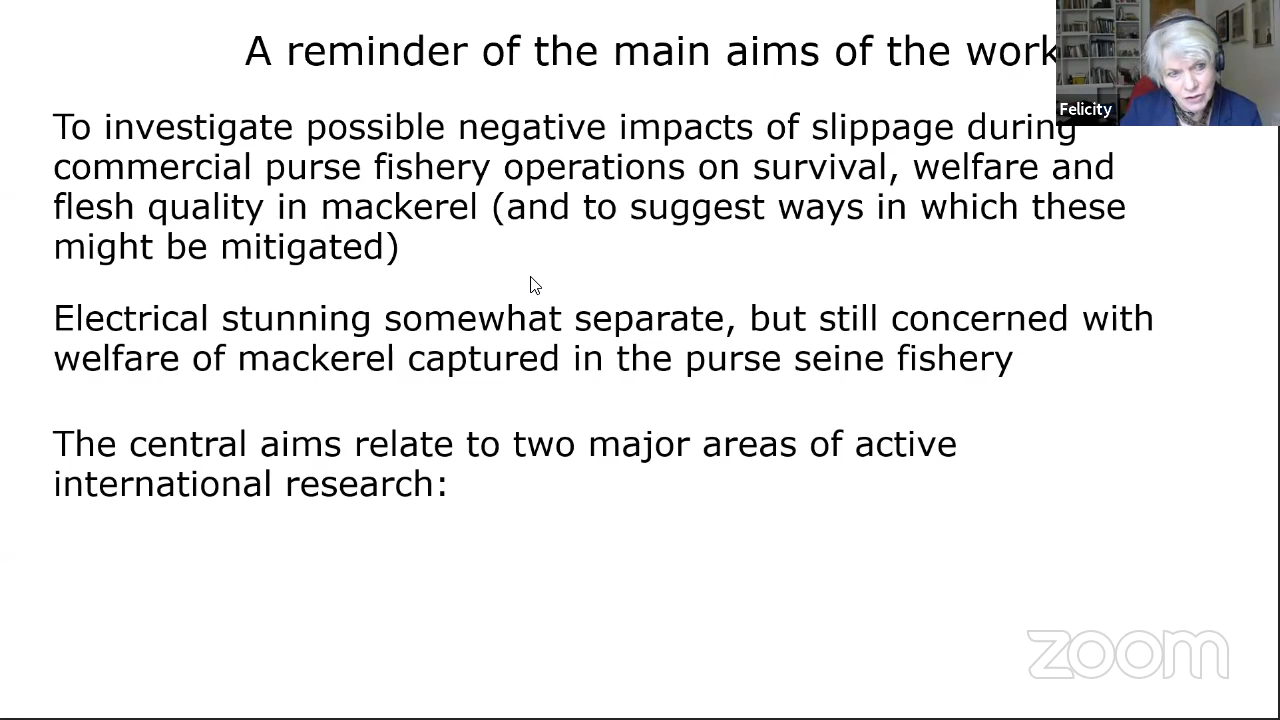 A reminder of the main aims of the work
Felicity
To investigate possible negative impacts of slippage during
commercial purse fishery operations on survival, welfare and
flesh quality in mackerel (and to suggest ways in which these
might be mitigated)
Electrical stunning somewhat separate, but still concerned with
welfare of mackerel captured in the purse seine fishery
The central aims relate to two major areas of active
international research:
zoom